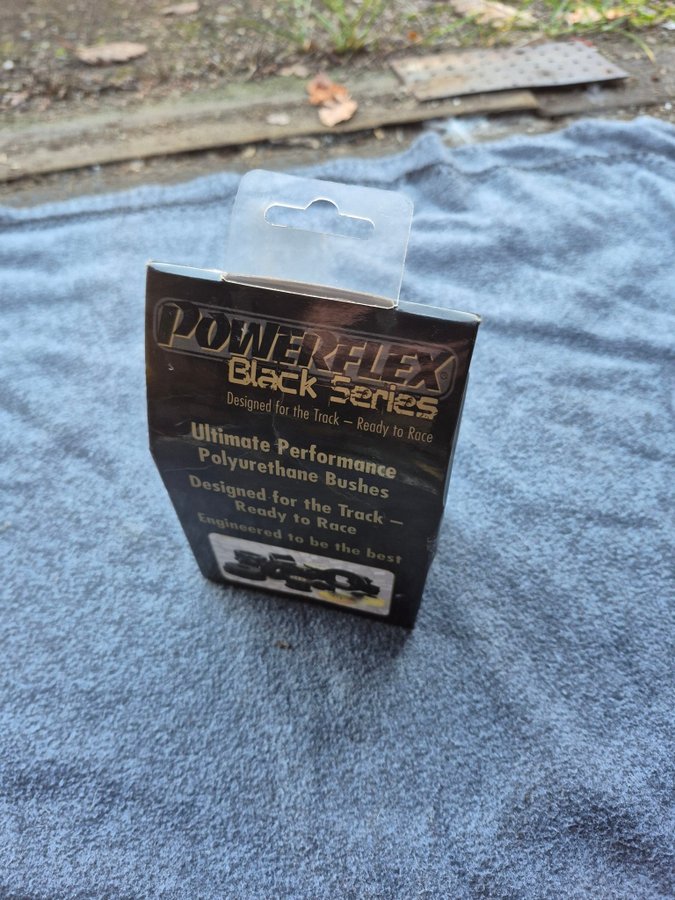 POWERFLEX
Black Series
Designed for the Track – Ready to Race
Ultimate Performance
Polyurethane Bushes
Designed for the Track –
Ready to Race
Engineered to be the best